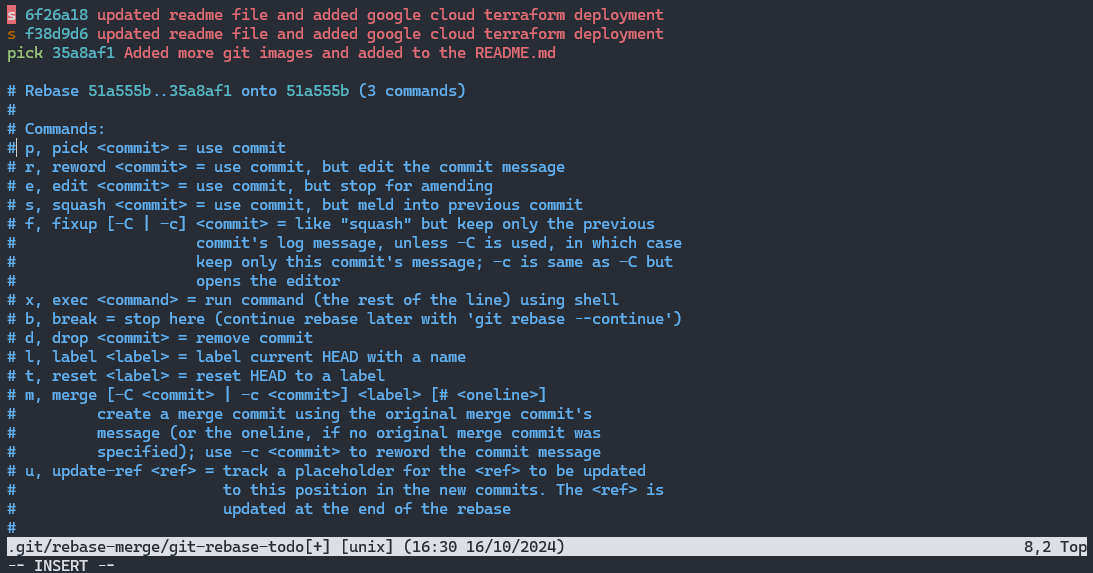 s 6f26a18 updated readme file and added google cloud terraform deployment
s f38d9d6 updated readme file and added google cloud terraform deployment
pick 35a8af1 Added more git images and added to the README.md

# Rebase 51a555b..35a8af1 onto 51a555b (3 commands)
#
# Commands:
# p, pick <commit> = use commit
# r, reword <commit> = use commit, but edit the commit message
# e, edit <commit> = use commit, but stop for amending
# s, squash <commit> = use commit, but meld into previous commit
# f, fixup [-C | -c] <commit> = like "squash" but keep only the previous
#                    commit's log message, unless -C is used, in which case
#                    keep only this commit's message; -c is same as -C but
#                    opens the editor
# x, exec <command> = run command (the rest of the line) using shell
# b, break = stop here (continue rebase later with 'git rebase --continue')
# d, drop <commit> = remove commit
# l, label <label> = label current HEAD with a name
# t, reset <label> = reset HEAD to a label
# m, merge [-C <commit> | -c <commit>] <label> [# <oneline>]
#         create a merge commit using the original merge commit's
#         message (or the oneline, if no original merge commit was
#         specified); use -c <commit> to reword the commit message
# u, update-ref <ref> = track a placeholder for the <ref> to be updated
#                       to this position in the new commits. The <ref> is
#                       updated at the end of the rebase
#
.git/rebase-merge/git-rebase-todo[+] [unix] (16:30 16/10/2024) 8,2 Top
-- INSERT --